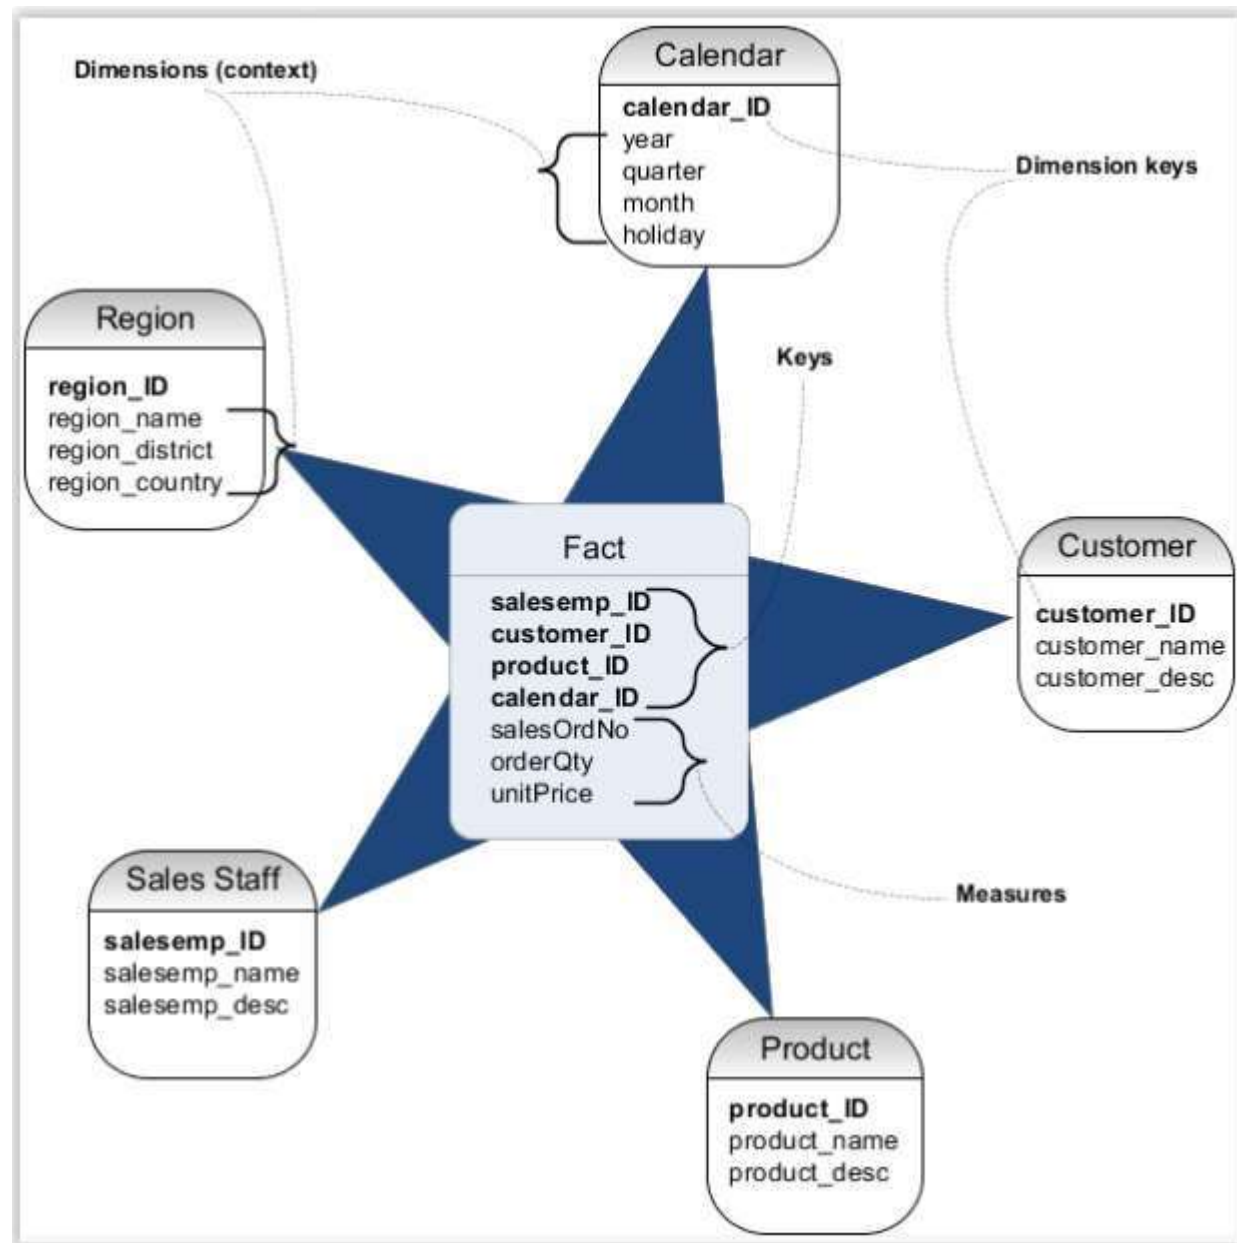 Dimensions (context)
Calendar
calendar_ID
year
quarter
month
holiday
Dimension keys
Region
region_ID
region_name
region_district
region_country
Keys
Fact
salesemp_ID
customer_ID
product_ID
calendar_ID
salesOrdNo
orderQty
unitPrice
Customer
customer_ID
customer_name
customer_desc
Sales Staff
salesemp_ID
salesemp_name
salesemp_desc
Measures
Product
product_ID
product_name
product_desc